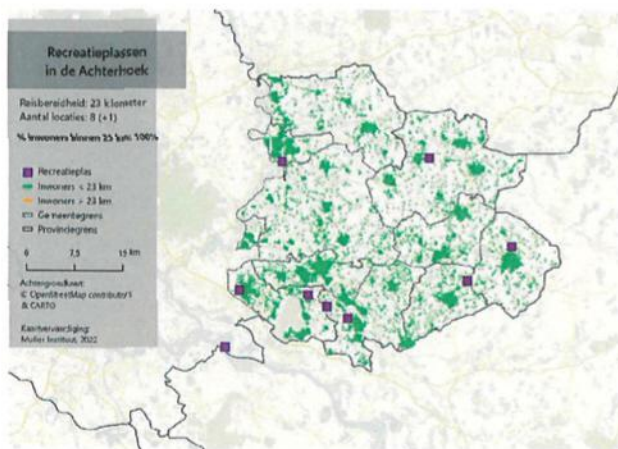 Recreatieplassen
in de Achterhoek
Reisbereidheid: 23 kilometer
Aantal locaties: 8 (+1)
% Inwoners binnen 25 km: 100%
Recreatieplas
Inwoners < 23 km
Inwoners > 23 km
Gemeentegrens
Provinciegrens
0 7,5 15 km
Achtergrondkaart:
© OpenStreetMap contributors
& CARTO
Kaartvervaardiging:
Mulier Instituut, 2022